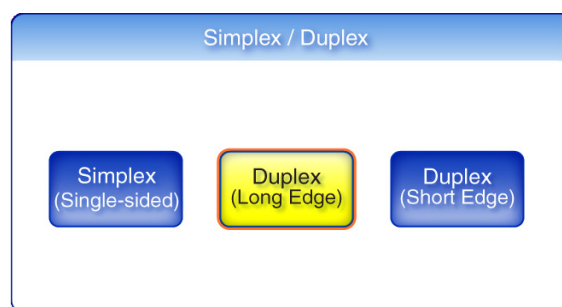 Simplex / Duplex
Simplex
(Single-sided)
Duplex
(Long Edge)
Duplex
(Short Edge)